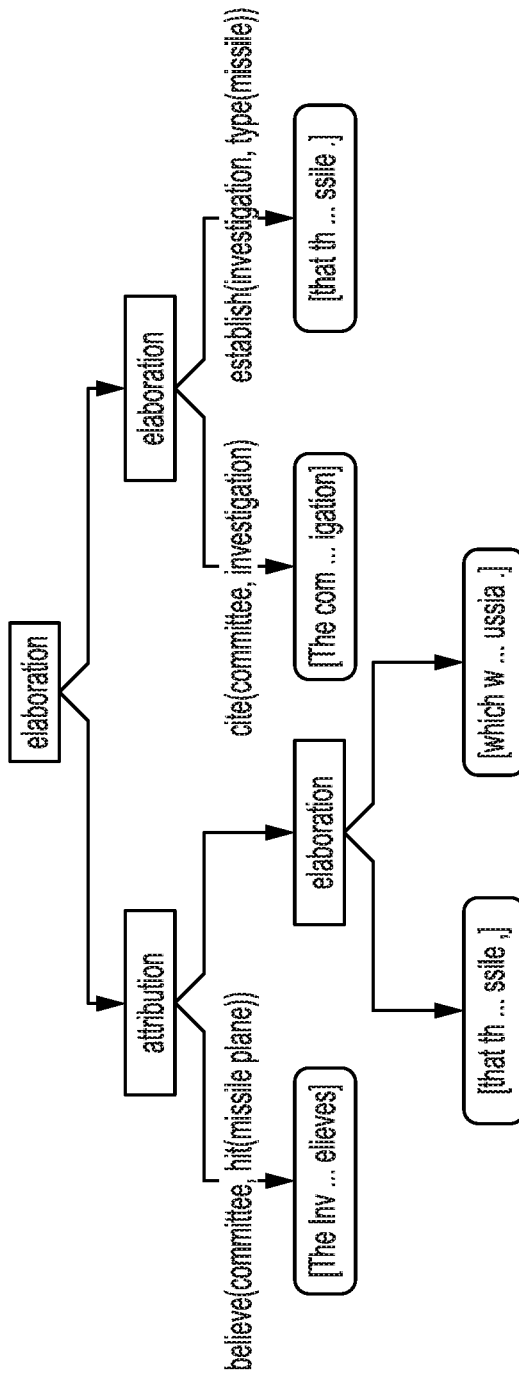 elaboration
attribution
elaboration
believe(committee, hit(missile plane))
cite(committee, investigation)
establish(investigation, type(missile))
[The Inv ... elieves]
elaboration
[The com ... igation]
[that th ... ssile ,]
[that th ... ssile ,]
[which w ... ussia .]